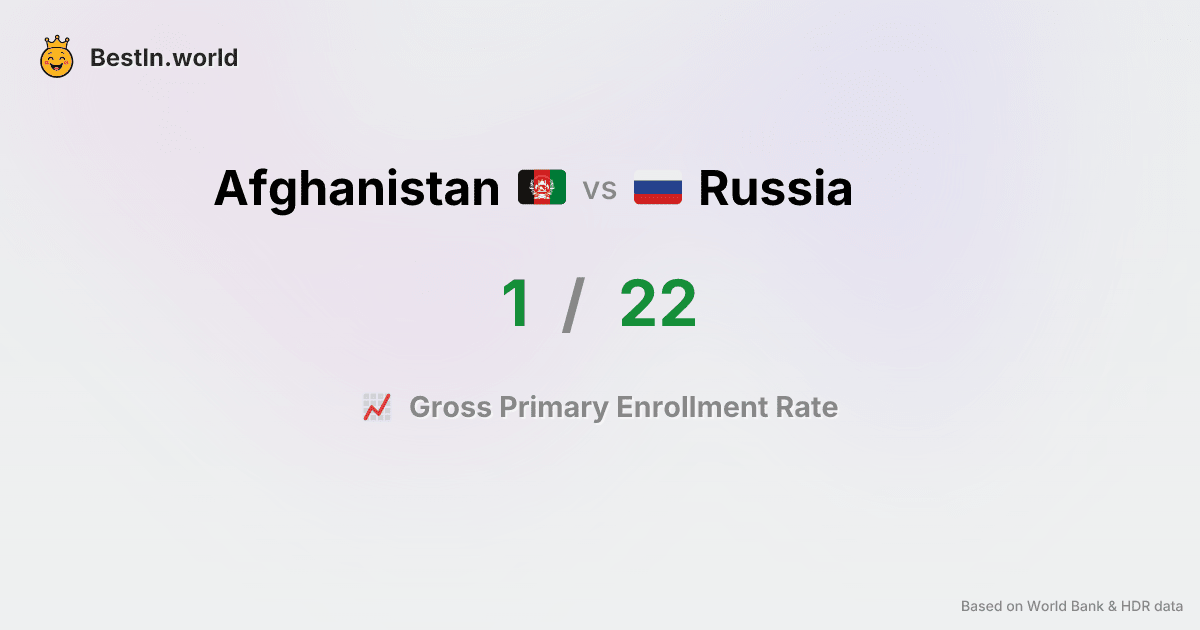 BestIn.world
Afghanistan vs Russia
1 / 22
Gross Primary Enrollment Rate
Based on World Bank & HDR data